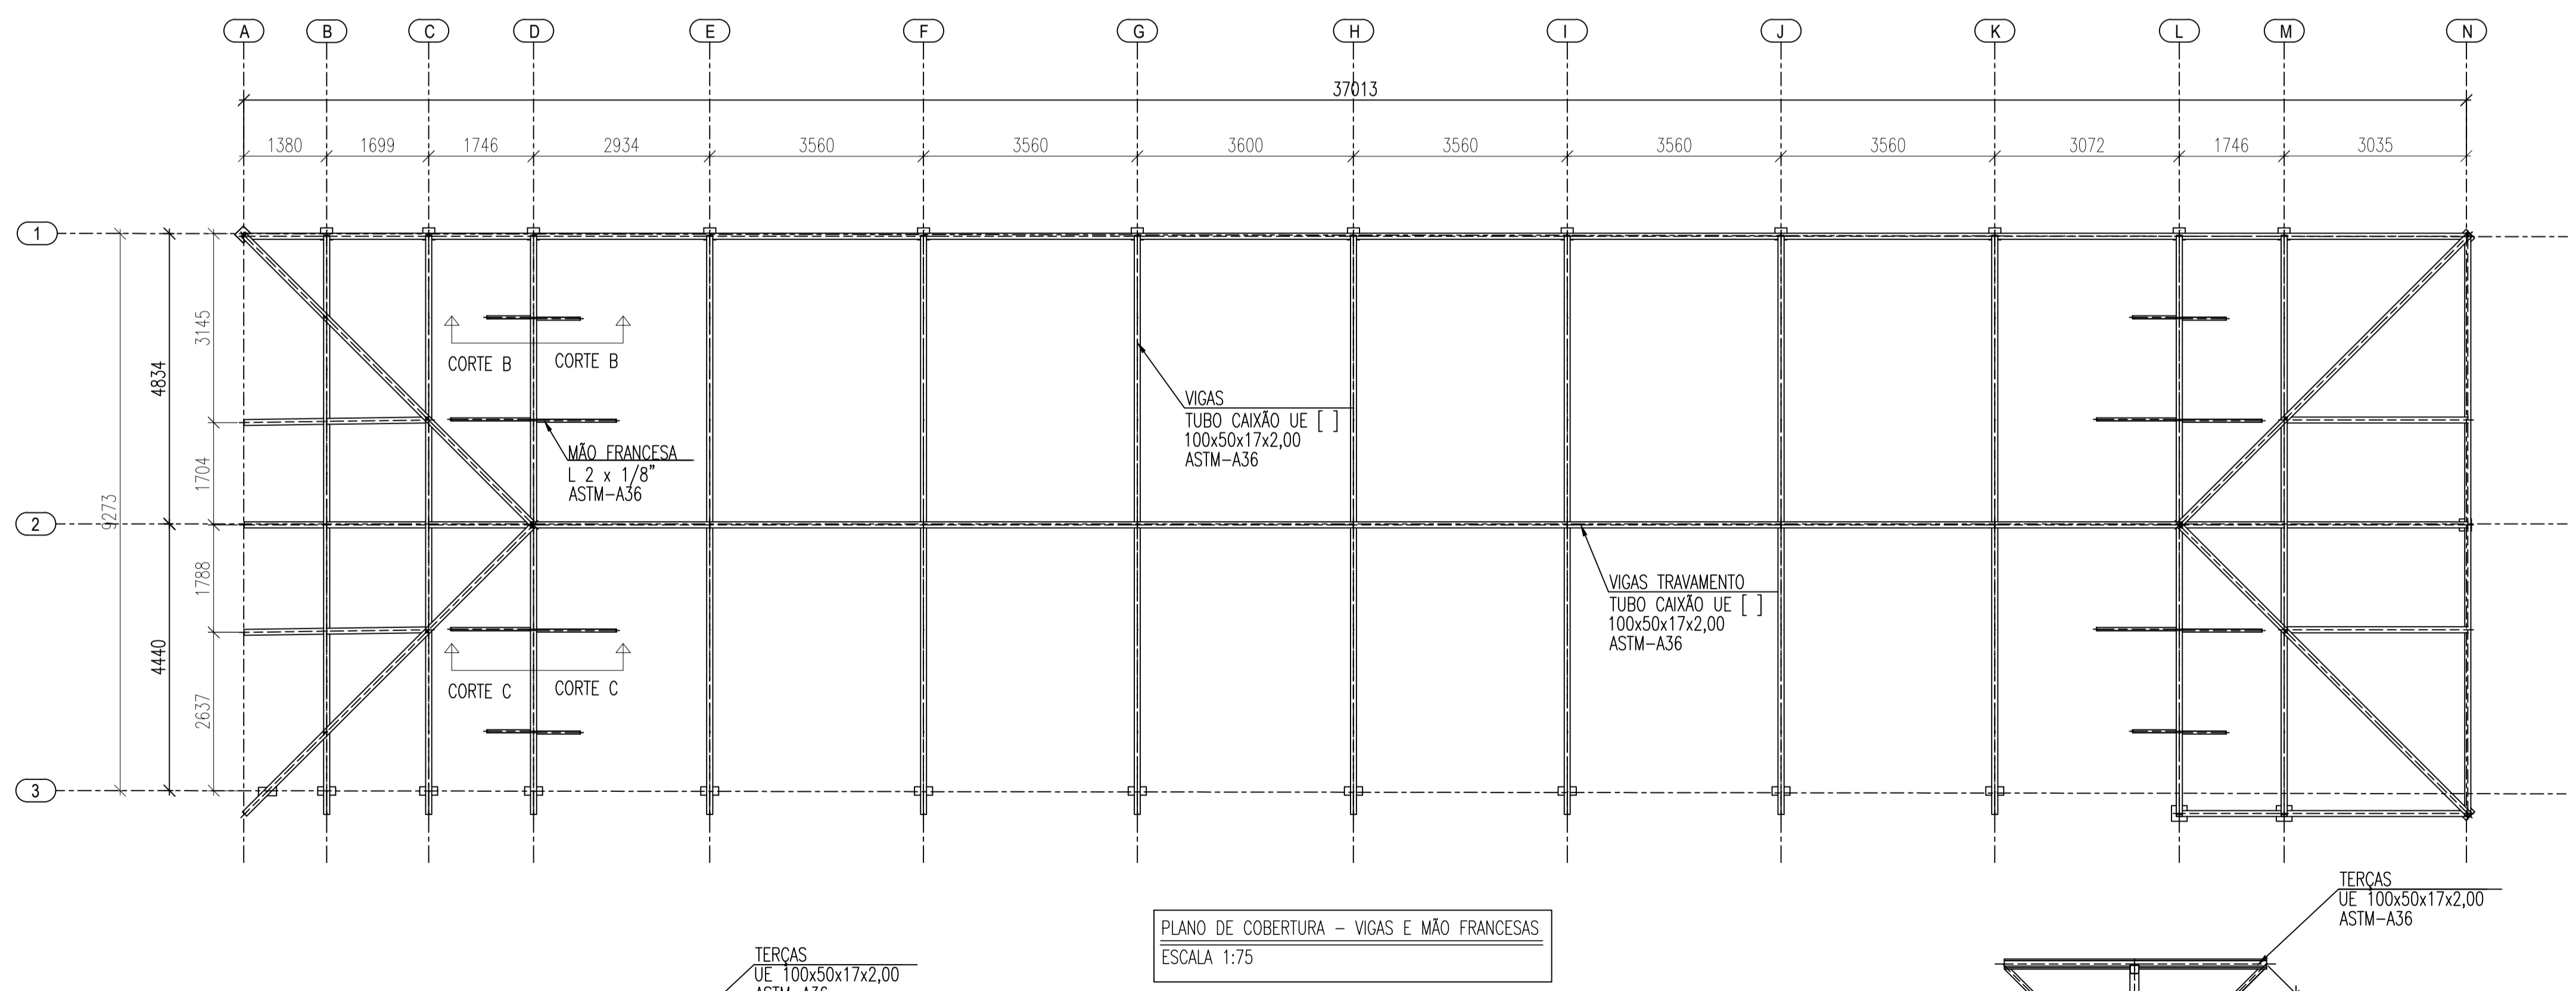 A B C D E F G H I J K L M N
37013
1380 1699 1746 2934 3560 3560 3600 3560 3560 3560 3072 1746 3035
1
3145
4834
CORTE B CORTE B
VIGAS
TUBO CAIXÃO UE [ ]
100x50x17x2,00
ASTM-A36
MÃO FRANCESA
L 2 x 1/8"
ASTM-A36
1704
9273
2
1788
VIGAS TRAVAMENTO
TUBO CAIXÃO UE [ ]
100x50x17x2,00
ASTM-A36
4440
CORTE C CORTE C
2637
3
TERÇAS
UE 100x50x17x2,00
ASTM-A36
PLANO DE COBERTURA - VIGAS E MÃO FRANCESAS
ESCALA 1:75
TERÇAS
UE 100x50x17x2,00
ASTM-A36